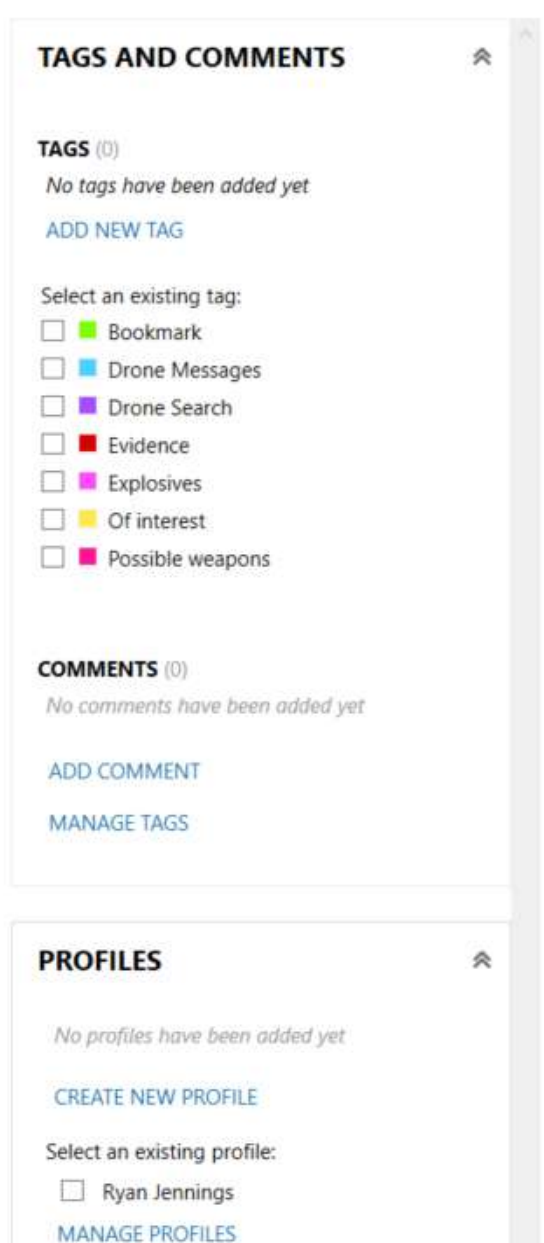 TAGS AND COMMENTS
TAGS (0)
No tags have been added yet
ADD NEW TAG
Select an existing tag:
Bookmark
Drone Messages
Drone Search
Evidence
Explosives
Of interest
Possible weapons
COMMENTS (0)
No comments have been added yet
ADD COMMENT
MANAGE TAGS
PROFILES
No profiles have been added yet
CREATE NEW PROFILE
Select an existing profile:
Ryan Jennings
MANAGE PROFILES